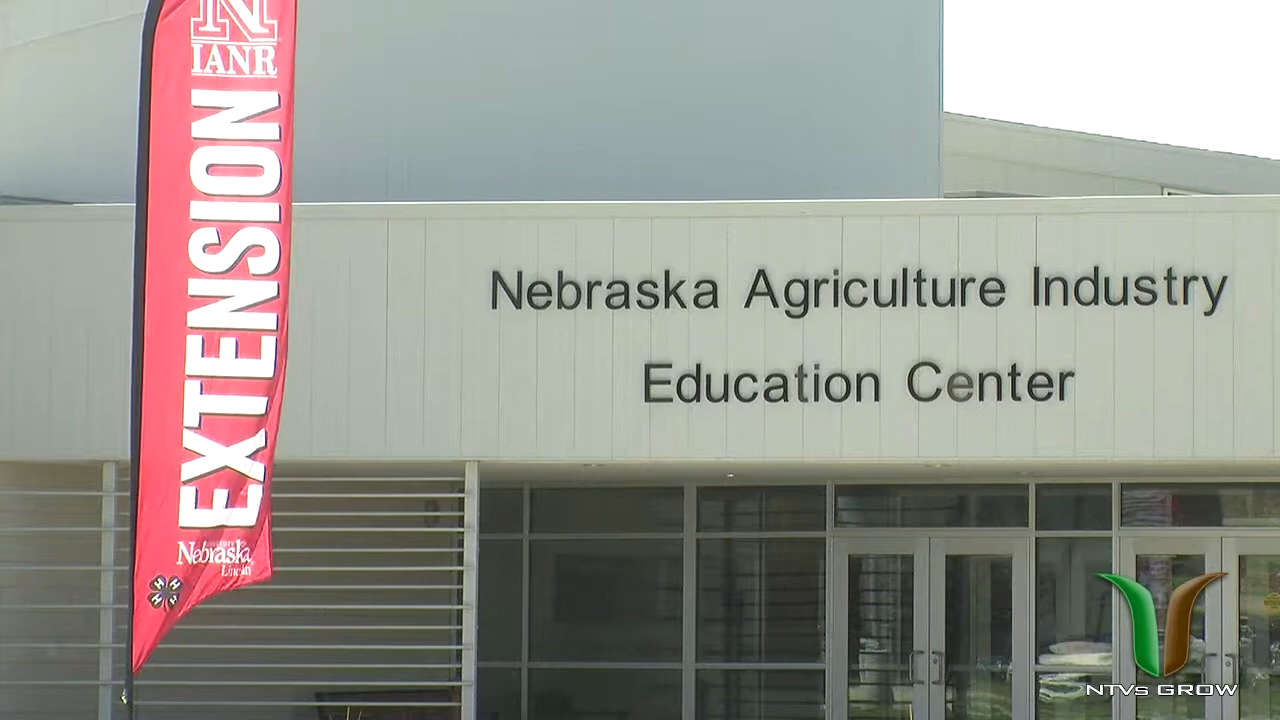 N
IANR
EXTENSION
Nebraska
Lincoln
H H H H
Nebraska Agriculture Industry
Education Center
NTVs GROW